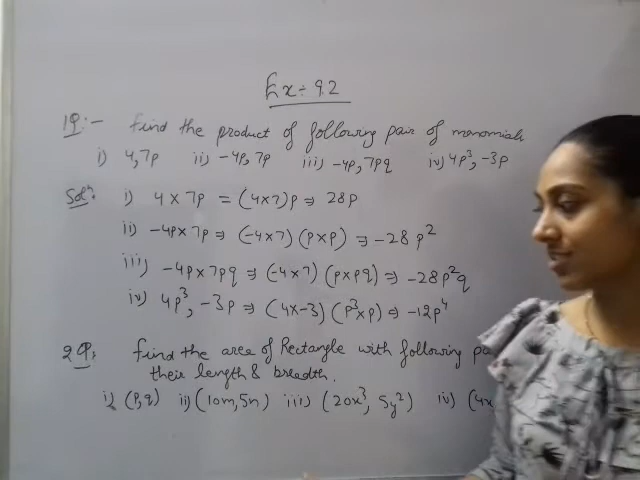 Ex ÷ 9.2
1Q:- Find the product of following pair of monomials
i) 4, 7p ii) -4p, 7p iii) -4p, 7pq iv) 4p³, -3p
Solⁿ: i) 4 × 7p = (4×7)p ⇒ 28p
ii) -4p×7p ⇒ (-4×7) (p×p) ⇒ -28p²
iii) -4p×7pq ⇒ (-4×7) (p×pq) ⇒ -28p²q
iv) 4p³, -3p ⇒ (4×-3) (p³×p) ⇒ -12p⁴
2Q. Find the area of Rectangle with following
their length & breadth.
i) (p,q) ii) (10m, 5n) iii) (20x³, 5y²) iv) (4x